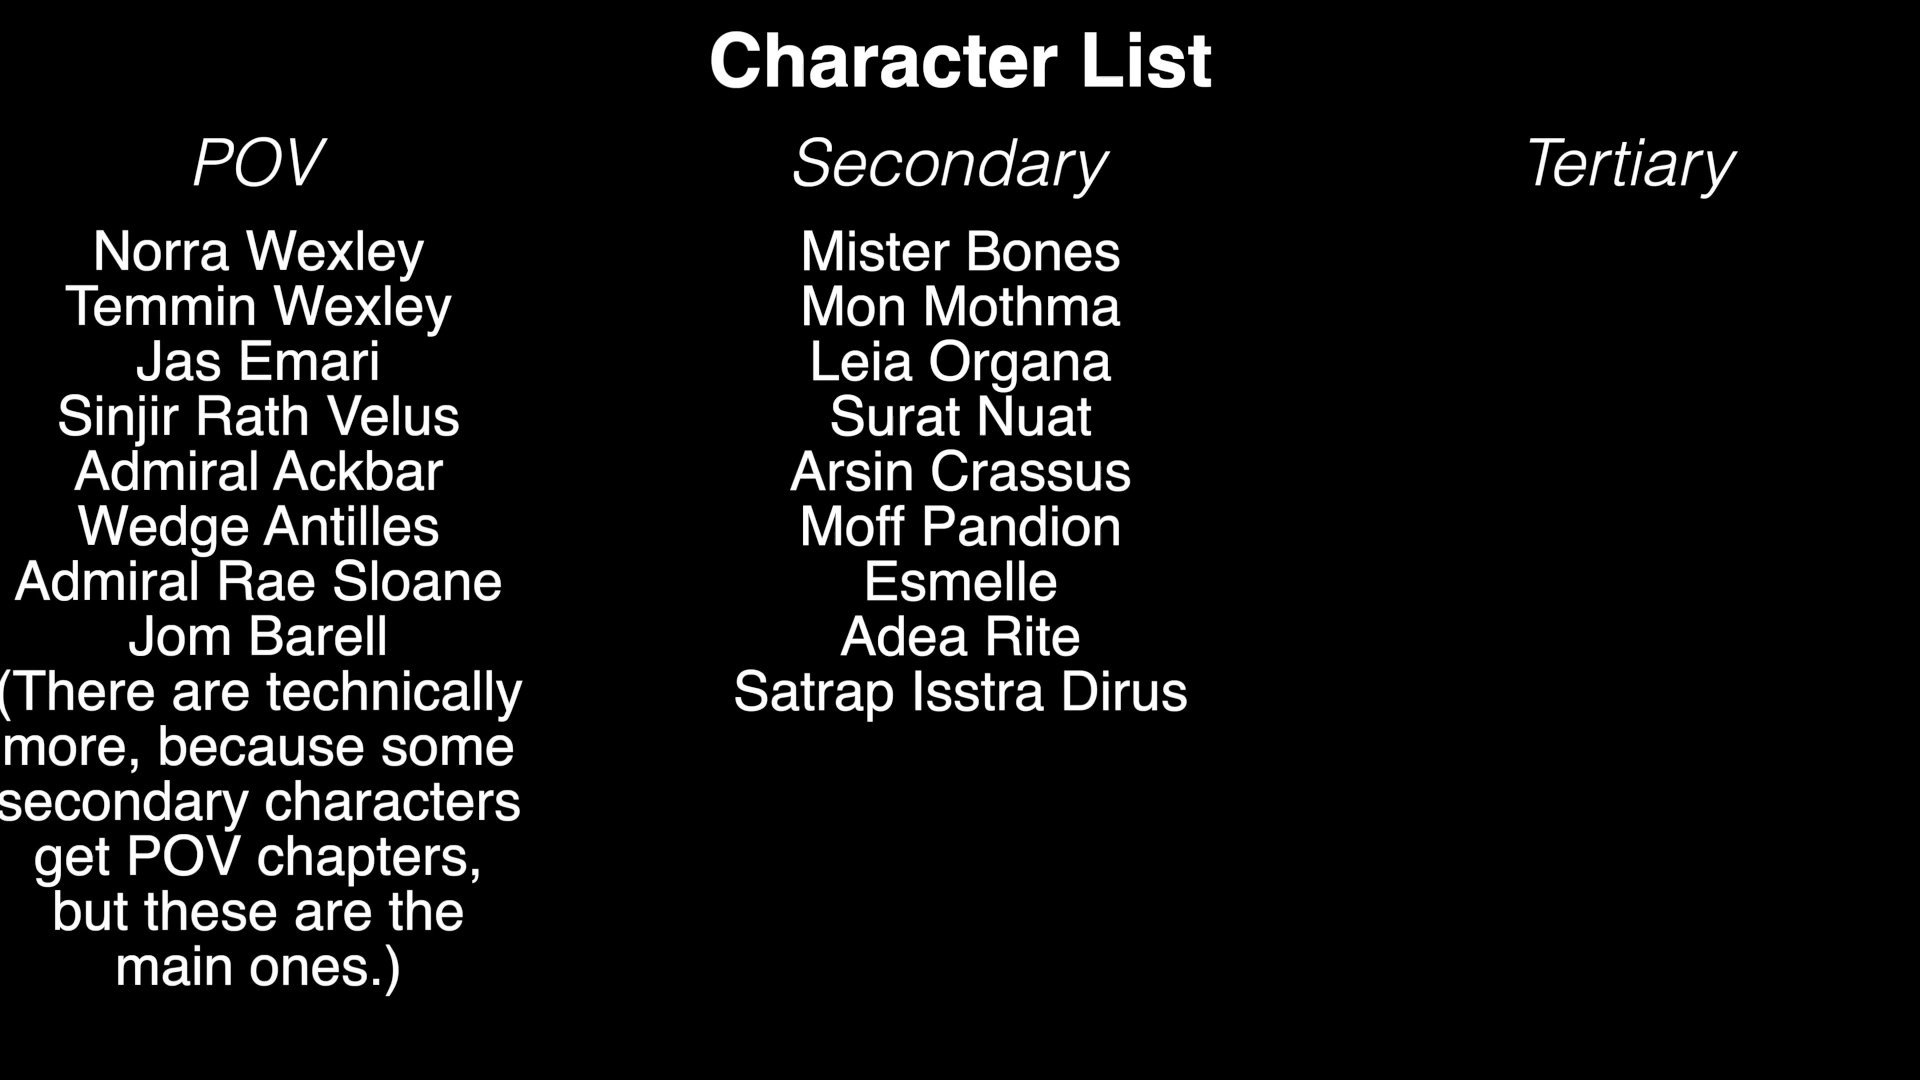 Character List
POV
Norra Wexley
Temmin Wexley
Jas Emari
Sinjir Rath Velus
Admiral Ackbar
Wedge Antilles
Admiral Rae Sloane
Jom Barell
(There are technically
more, because some
secondary characters
get POV chapters,
but these are the
main ones.)
Secondary
Mister Bones
Mon Mothma
Leia Organa
Surat Nuat
Arsin Crassus
Moff Pandion
Esmelle
Adea Rite
Satrap Isstra Dirus
Tertiary